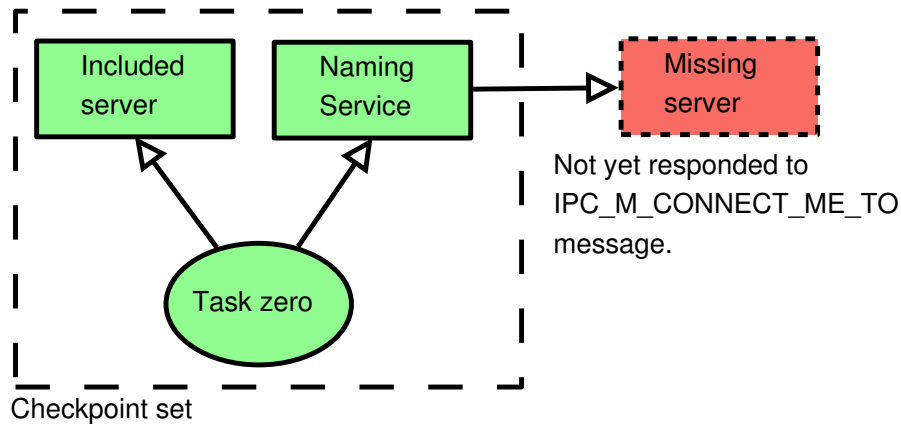 Included
server
Naming
Service
Missing
server
Not yet responded to
IPC_M_CONNECT_ME_TO
message.
Task zero
Checkpoint set